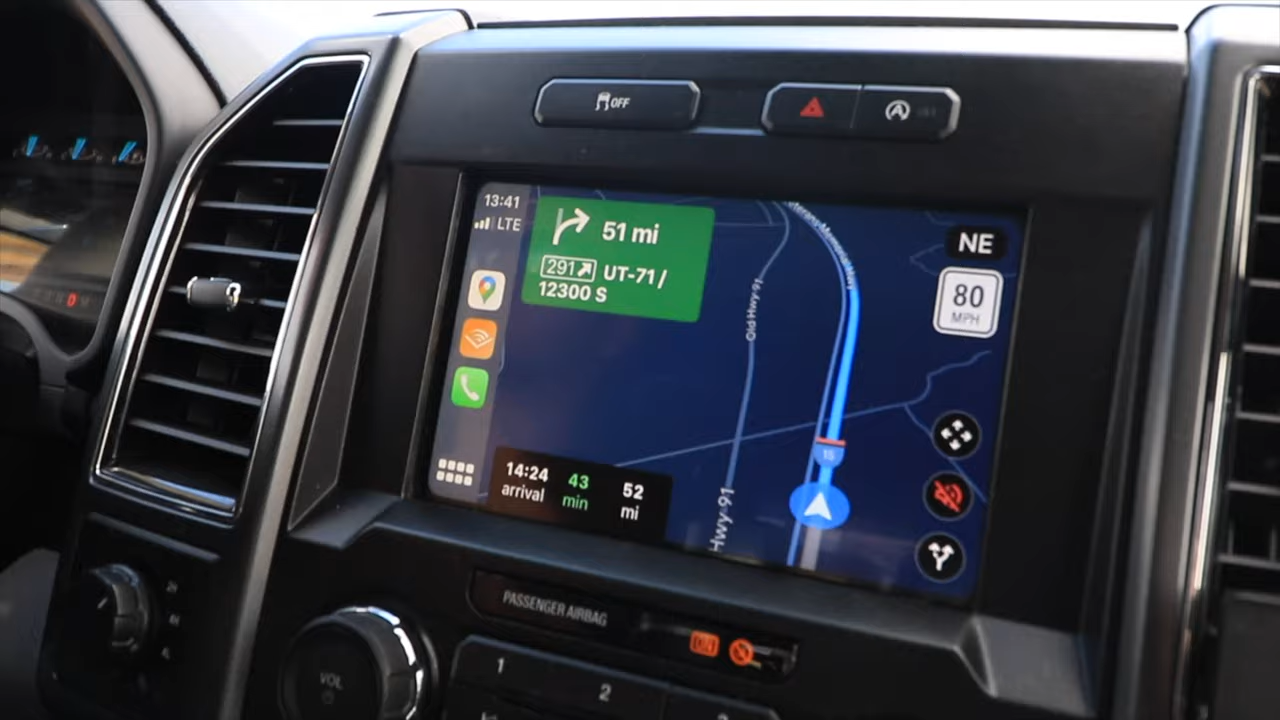 OFF
13:41
LTE
51 mi
291 UT-71/
12300 S
NE
80
MPH
Old Hwy 91
15
14:24
arrival
43
min
52
mi
Hwy-91
PASSENGER AIRBAG
ON
VOL
1
2